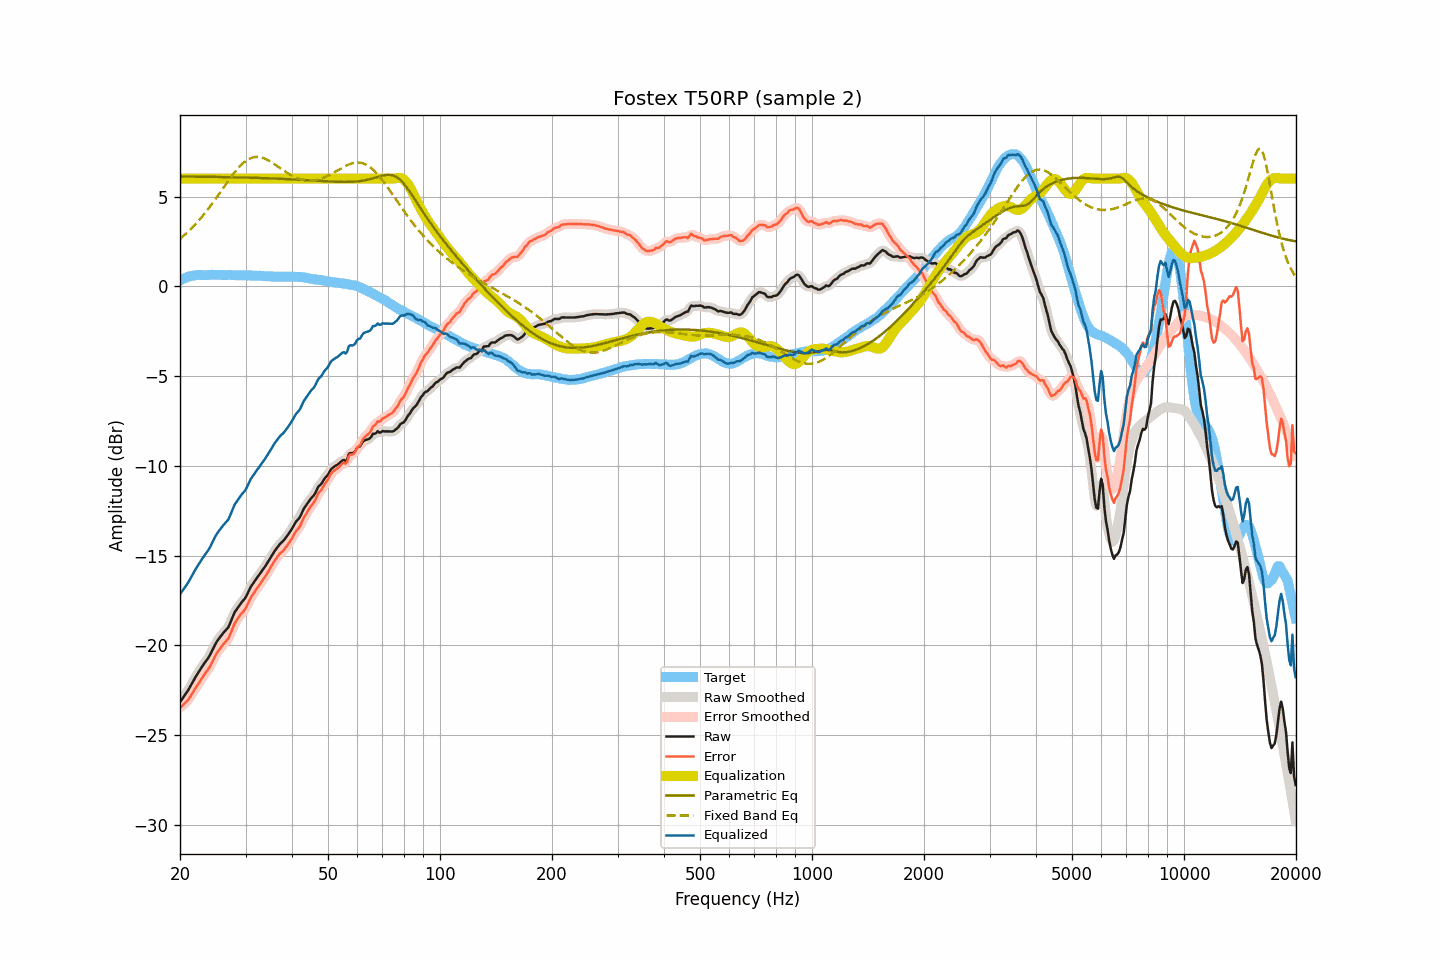 Fostex T50RP (sample 2)
Amplitude (dBr)
5
0
−5
−10
−15
−20
−25
−30
Target
Raw Smoothed
Error Smoothed
Raw
Error
Equalization
Parametric Eq
Fixed Band Eq
Equalized
20 50 100 200 500 1000 2000 5000 10000 20000
Frequency (Hz)